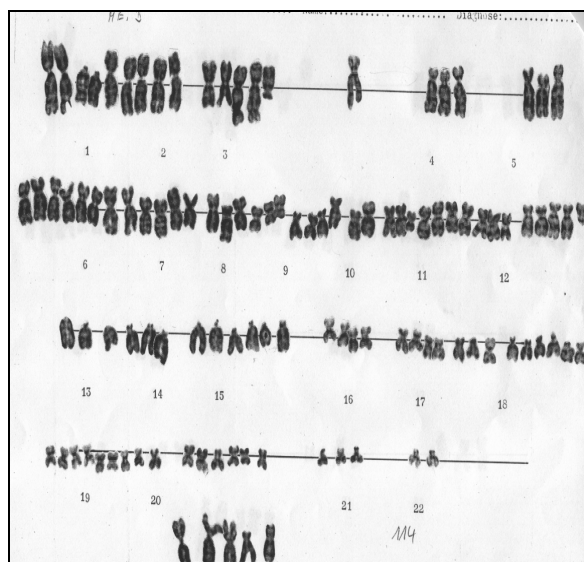 HE. J
Name:.......... Diagnose:..........
1 2 3 4 5
6 7 8 9 10 11 12
13 14 15 16 17 18
19 20 21 22
114